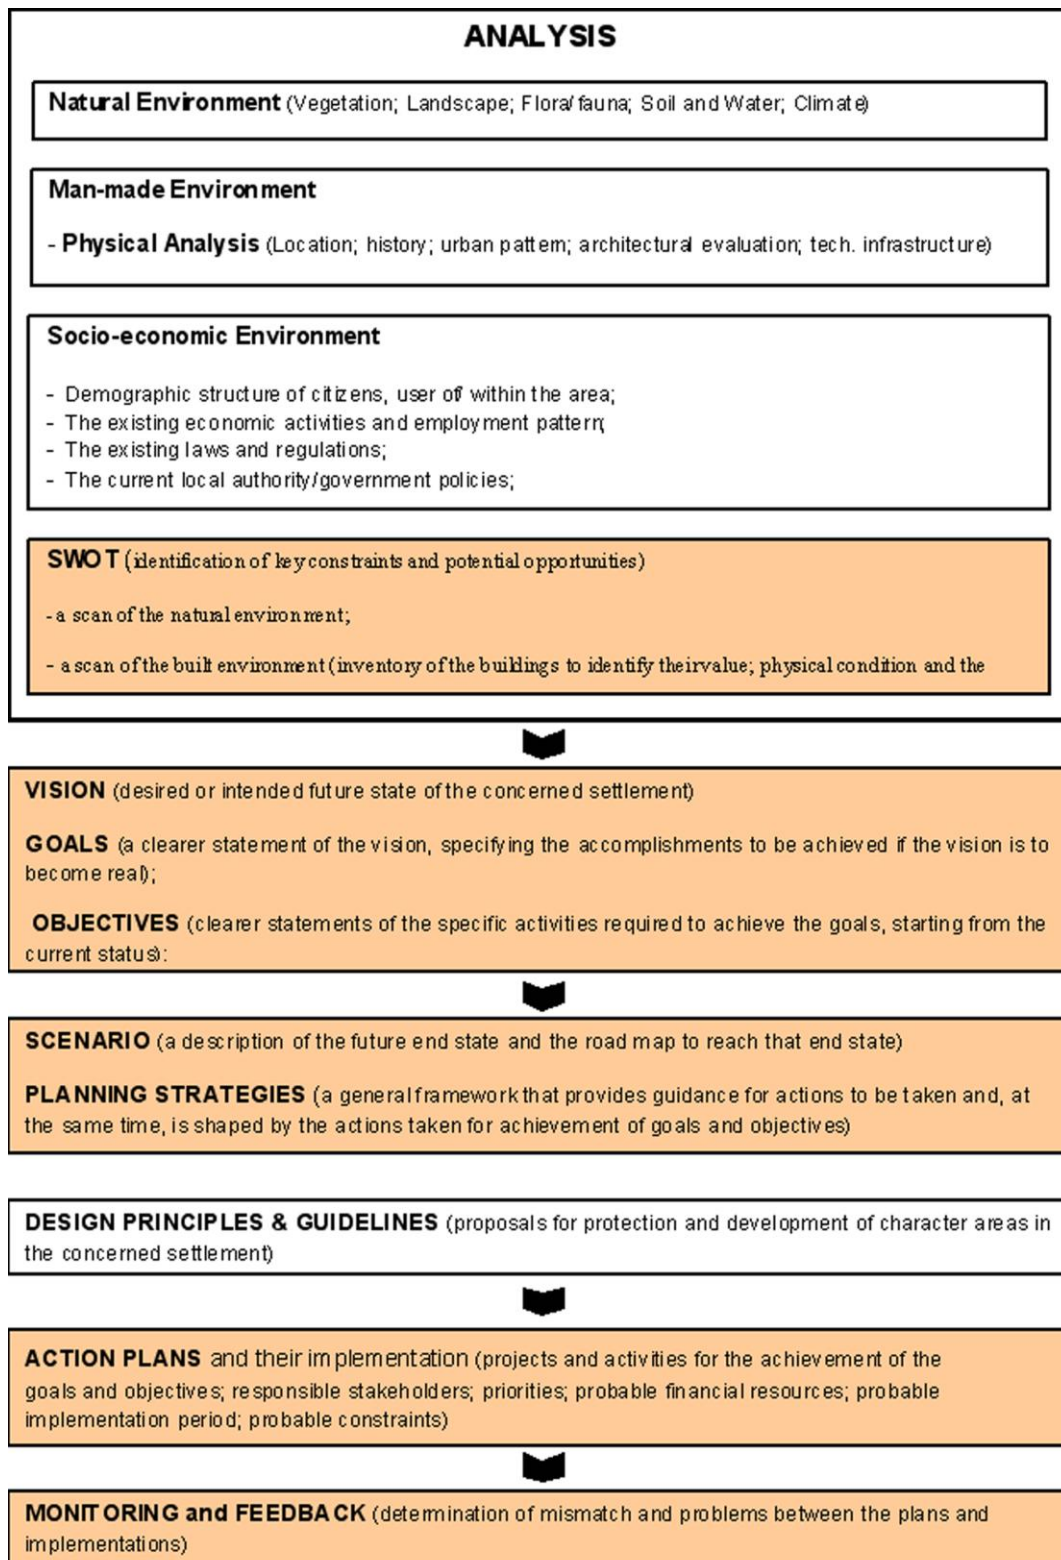 ANALYSIS
Natural Environment (Vegetation; Landscape; Flora/fauna; Soil and Water; Climate)
Man-made Environment
- Physical Analysis (Location; history; urban pattern; architectural evaluation; tech. infrastructure)
Socio-economic Environment
- Demographic structure of citizens, user of/ within the area;
- The existing economic activities and employment pattern;
- The existing laws and regulations;
- The current local authority/government policies;
SWOT (identification of key constraints and potential opportunities)
- a scan of the natural environment;
- a scan of the built environment (inventory of the buildings to identify their value; physical condition and the
VISION (desired or intended future state of the concerned settlement)
GOALS (a clearer statement of the vision, specifying the accomplishments to be achieved if the vision is to
become real);
OBJECTIVES (clearer statements of the specific activities required to achieve the goals, starting from the
current status):
SCENARIO (a description of the future end state and the road map to reach that end state)
PLANNING STRATEGIES (a general framework that provides guidance for actions to be taken and, at
the same time, is shaped by the actions taken for achievement of goals and objectives)
DESIGN PRINCIPLES & GUIDELINES (proposals for protection and development of character areas in
the concerned settlement)
ACTION PLANS and their implementation (projects and activities for the achievement of the
goals and objectives; responsible stakeholders; priorities; probable financial resources; probable
implementation period; probable constraints)
MONITORING and FEEDBACK (determination of mismatch and problems between the plans and
implementations)